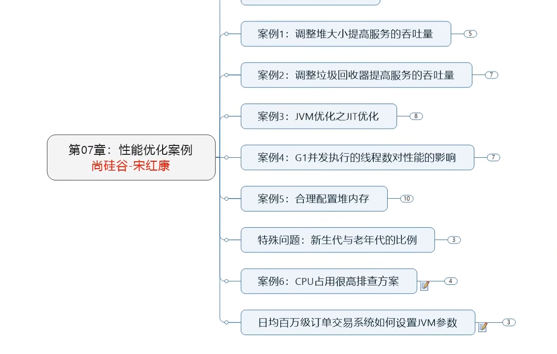 案例1：调整堆大小提高服务的吞吐量
5
案例2：调整垃圾回收器提高服务的吞吐量
7
案例3：JVM优化之JIT优化
8
第07章：性能优化案例
尚硅谷-宋红康
案例4：G1并发执行的线程数对性能的影响
7
案例5：合理配置堆内存
10
特殊问题：新生代与老年代的比例
3
案例6：CPU占用很高排查方案
4
日均百万级订单交易系统如何设置JVM参数
3